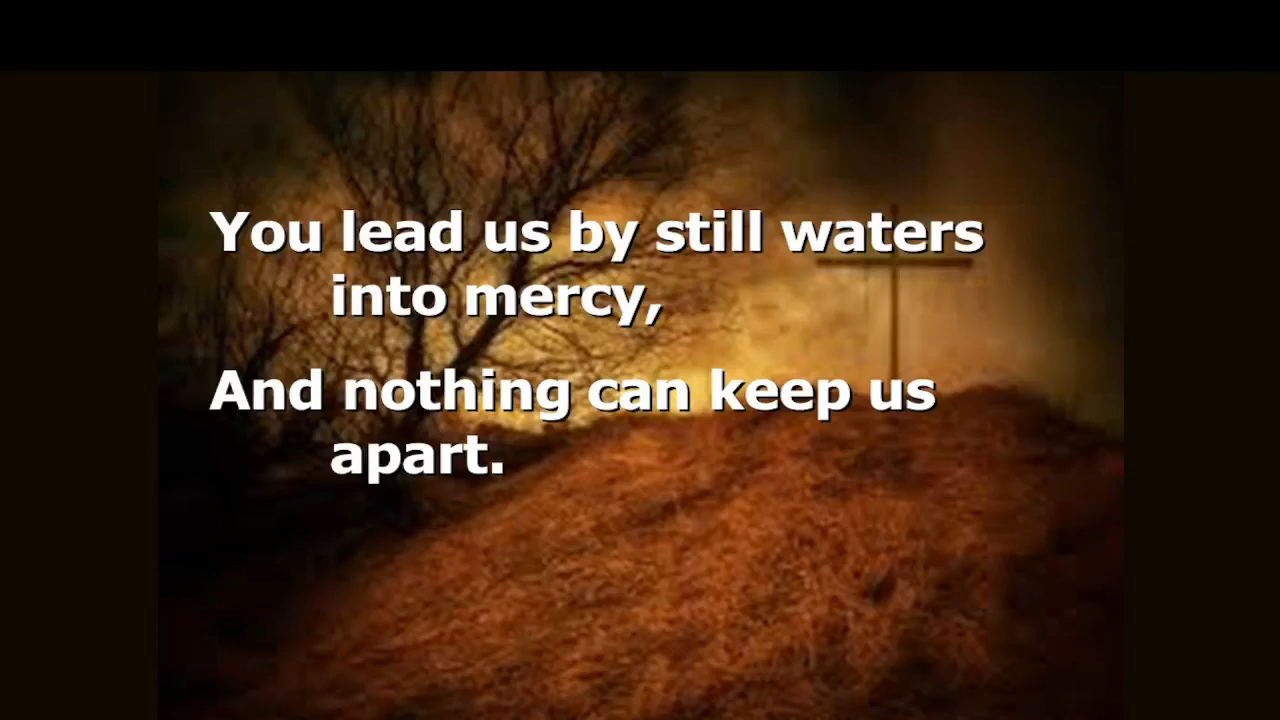 You lead us by still waters
into mercy,
And nothing can keep us
apart.